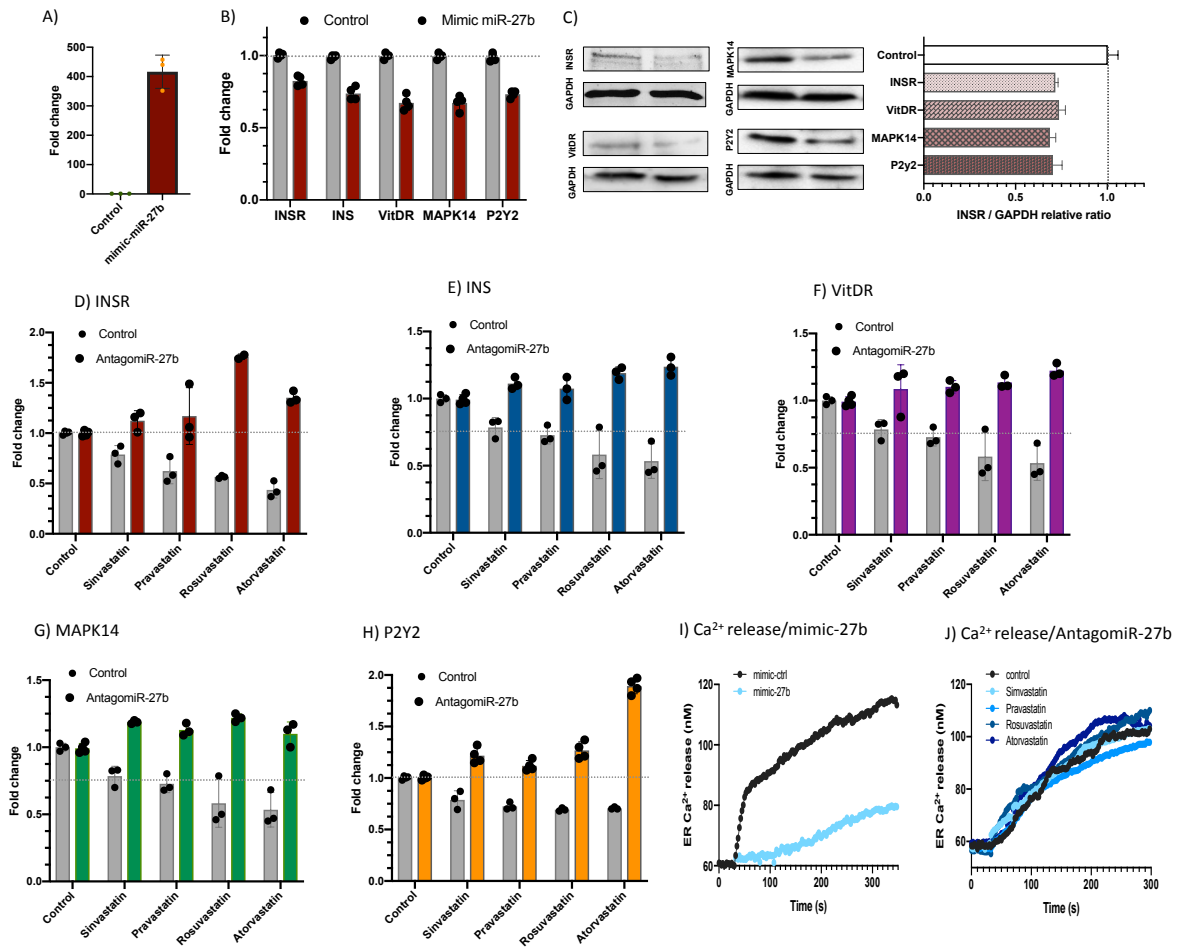 A)
Fold change
500
400
300
200
100
0
Control
mimic-miR-27b
B)
Control
Mimic miR-27b
Fold change
1.0
0.5
0.0
INSR
INS
VitDR
MAPK14
P2Y2
C)
INSR
GAPDH
VitDR
GAPDH
MAPK14
GAPDH
P2Y2
GAPDH
Control
INSR
VitDR
MAPK14
P2y2
0.0
0.5
1.0
INSR / GAPDH relative ratio
D) INSR
Control
AntagomiR-27b
Fold change
2.0
1.5
1.0
0.5
0.0
Control
Sinvastatin
Pravastatin
Rosuvastatin
Atorvastatin
E) INS
Control
AntagomiR-27b
Fold change
1.5
1.0
0.5
0.0
Control
Sinvastatin
Pravastatin
Rosuvastatin
Atorvastatin
F) VitDR
Control
AntagomiR-27b
Fold change
1.5
1.0
0.5
0.0
Control
Sinvastatin
Pravastatin
Rosuvastatin
Atorvastatin
G) MAPK14
Control
AntagomiR-27b
Fold change
1.5
1.0
0.5
0.0
Control
Sinvastatin
Pravastatin
Rosuvastatin
Atorvastatin
H) P2Y2
Control
AntagomiR-27b
Fold change
2.0
1.5
1.0
0.5
0.0
Control
Sinvastatin
Pravastatin
Rosuvastatin
Atorvastatin
I) Ca²⁺ release/mimic-27b
mimic-ctrl
mimic-27b
ER Ca²⁺ release (nM)
120
100
80
60
0
100
200
300
Time (s)
J) Ca²⁺ release/AntagomiR-27b
control
Simvastatin
Pravastatin
Rosuvastatin
Atorvastatin
ER Ca²⁺ release (nM)
120
100
80
60
0
100
200
300
Time (s)